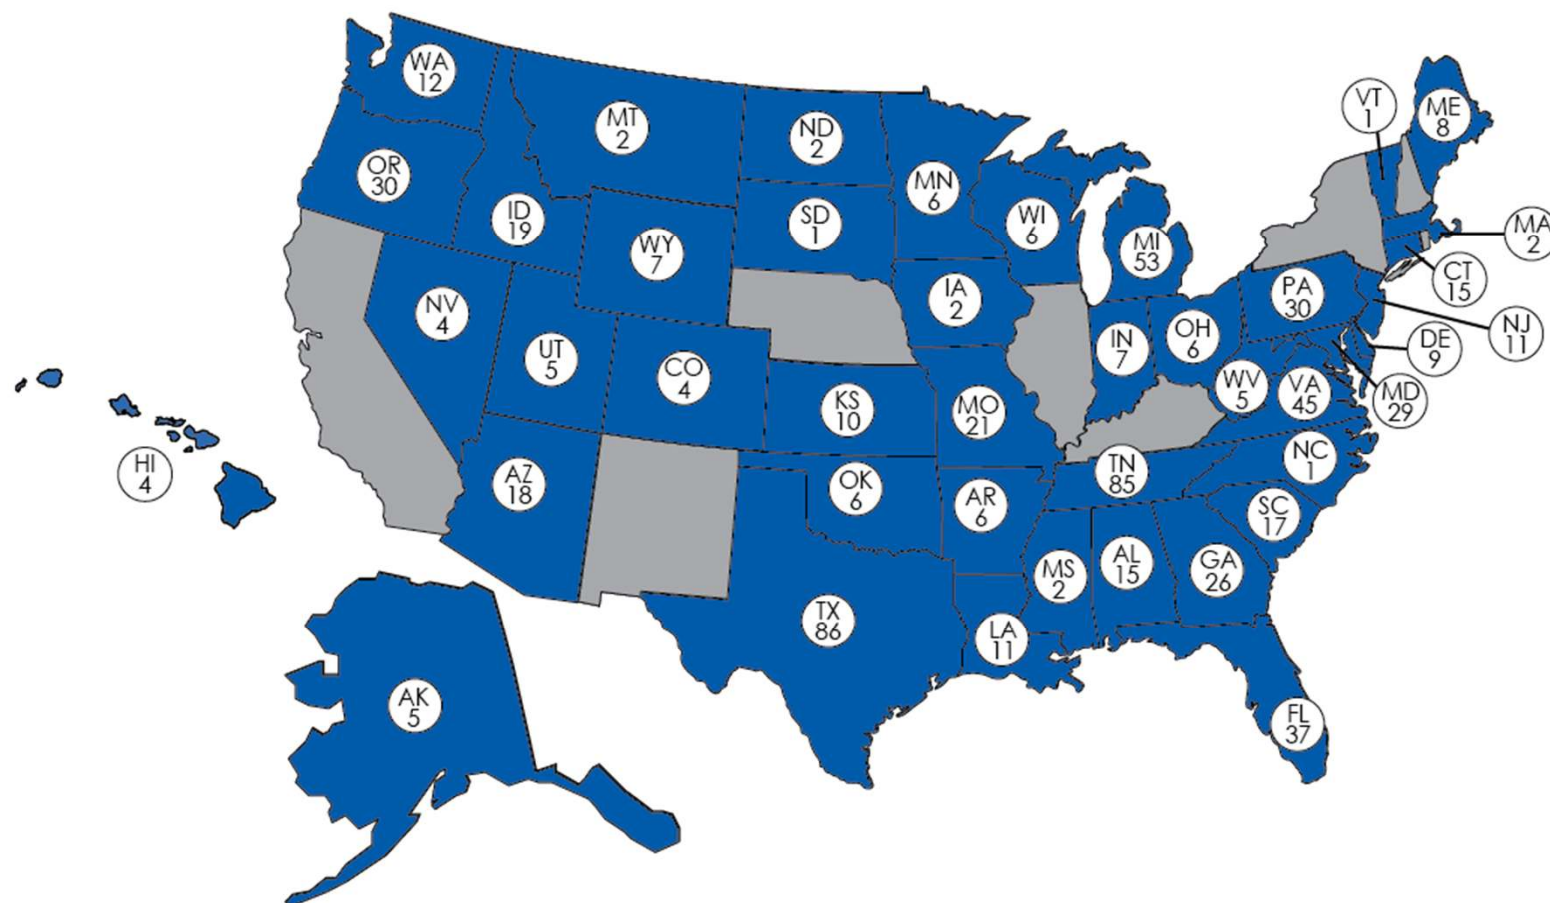 WA
12
MT
2
ND
2
VT
1
ME
8
OR
30
ID
19
MN
6
SD
1
WI
6
MI
53
MA
2
WY
7
CT
15
NV
4
IA
2
PA
30
NJ
11
UT
5
CO
4
IN
7
OH
6
DE
9
KS
10
MO
21
WV
5
VA
45
MD
29
HI
4
AZ
18
OK
6
AR
6
TN
85
NC
1
SC
17
MS
2
AL
15
GA
26
TX
86
LA
11
AK
5
FL
37